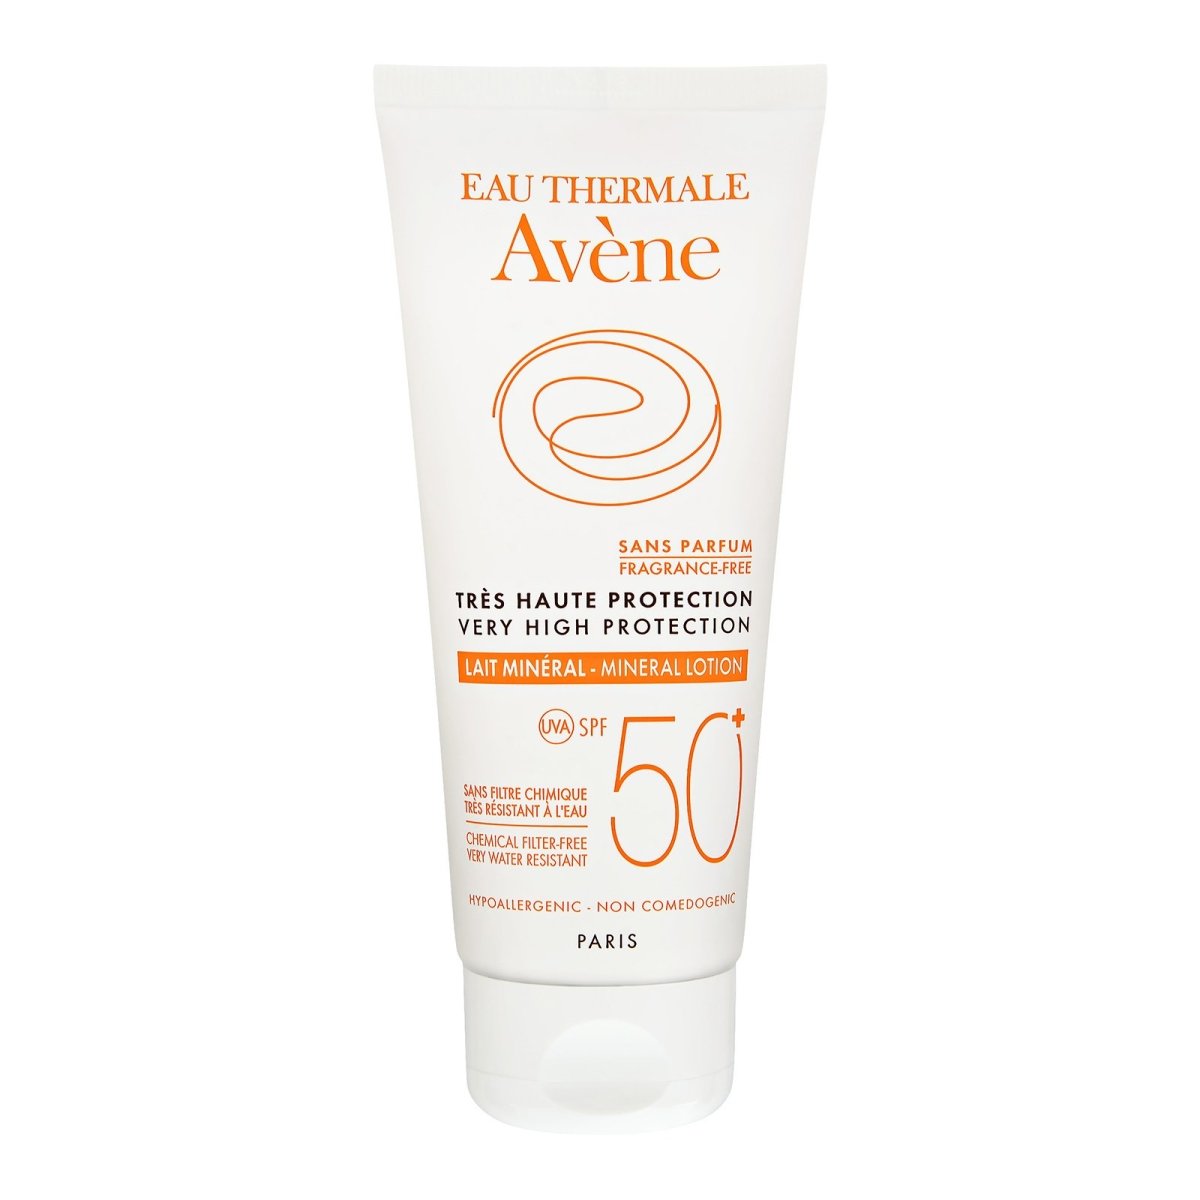 EAU THERMALE
Avène
SANS PARFUM
FRAGRANCE-FREE
TRÈS HAUTE PROTECTION
VERY HIGH PROTECTION
LAIT MINÉRAL - MINERAL LOTION
UVA SPF 50+
SANS FILTRE CHIMIQUE
TRÈS RÉSISTANT À L'EAU
CHEMICAL FILTER-FREE
VERY WATER RESISTANT
HYPOALLERGENIC - NON COMEDOGENIC
PARIS